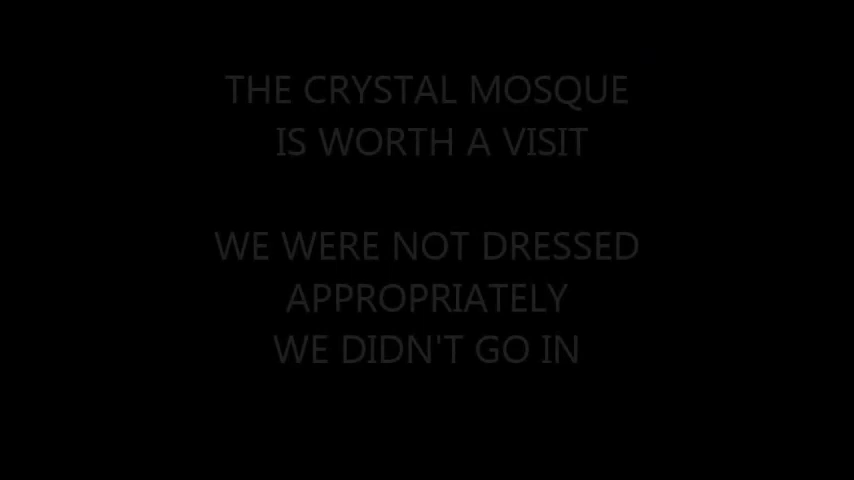 THE CRYSTAL MOSQUE
IS WORTH A VISIT
WE WERE NOT DRESSED
APPROPRIATELY
WE DIDN'T GO IN